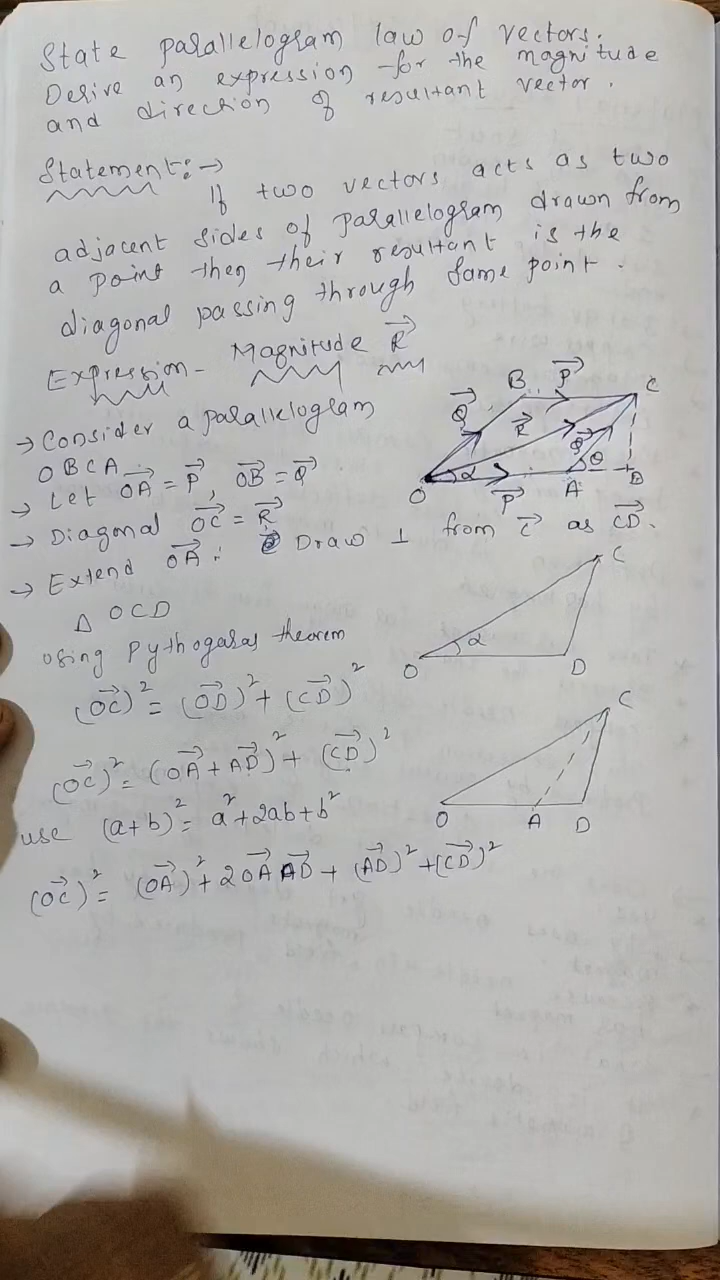 State parallelogram law of vectors.
Derive an expression for the magnitude
and direction of resultant vector.
Statement:→
If two vectors acts as two
adjacent sides of parallelogram drawn from
a point then their resultant is the
diagonal passing through same point.
Expression- Magnitude R⃗
→ Consider a parallelogram
OBCA.
→ Let OA⃗ = P⃗, OB⃗ = Q⃗
→ Diagonal OC⃗ = R⃗
→ Extend OA⃗. Draw ⊥ from C⃗ as CD⃗.
B P⃗ C
Q⃗ R⃗ Q⃗
O α P⃗ A θ D
Δ OCD
Using Pythogaras theorem
(OC⃗)² = (OD⃗)² + (CD⃗)²
C
O α D
(OC⃗)² = (OA⃗ + AD⃗)² + (CD⃗)²
use (a+b)² = a² + 2ab + b²
C
O A D
(OC⃗)² = (OA⃗)² + 2OA⃗ AD⃗ + (AD⃗)² + (CD⃗)²